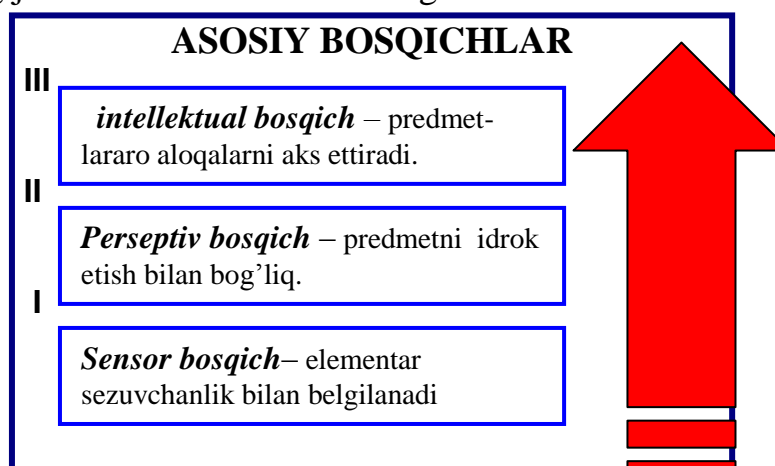 ASOSIY BOSQICHLAR
III
intellektual bosqich – predmet-
lararo aloqalarni aks ettiradi.
II
Perseptiv bosqich – predmetni idrok
etish bilan bog’liq.
I
Sensor bosqich– elementar
sezuvchanlik bilan belgilanadi